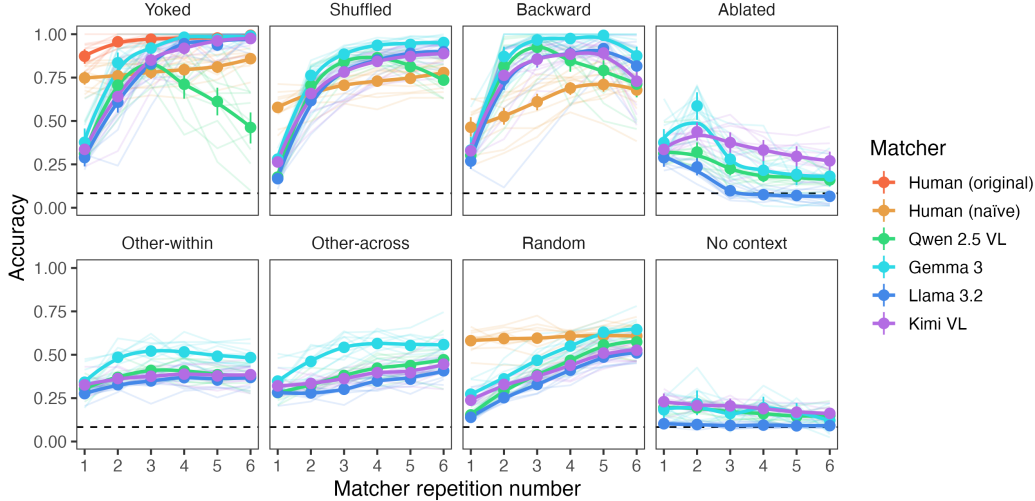 Yoked
Shuffled
Backward
Ablated
1.00
0.75
0.50
0.25
0.00
Other-within
Other-across
Random
No context
1.00
0.75
0.50
0.25
0.00
1 2 3 4 5 6
1 2 3 4 5 6
1 2 3 4 5 6
1 2 3 4 5 6
Accuracy
Matcher repetition number
Matcher
Human (original)
Human (naïve)
Qwen 2.5 VL
Gemma 3
Llama 3.2
Kimi VL